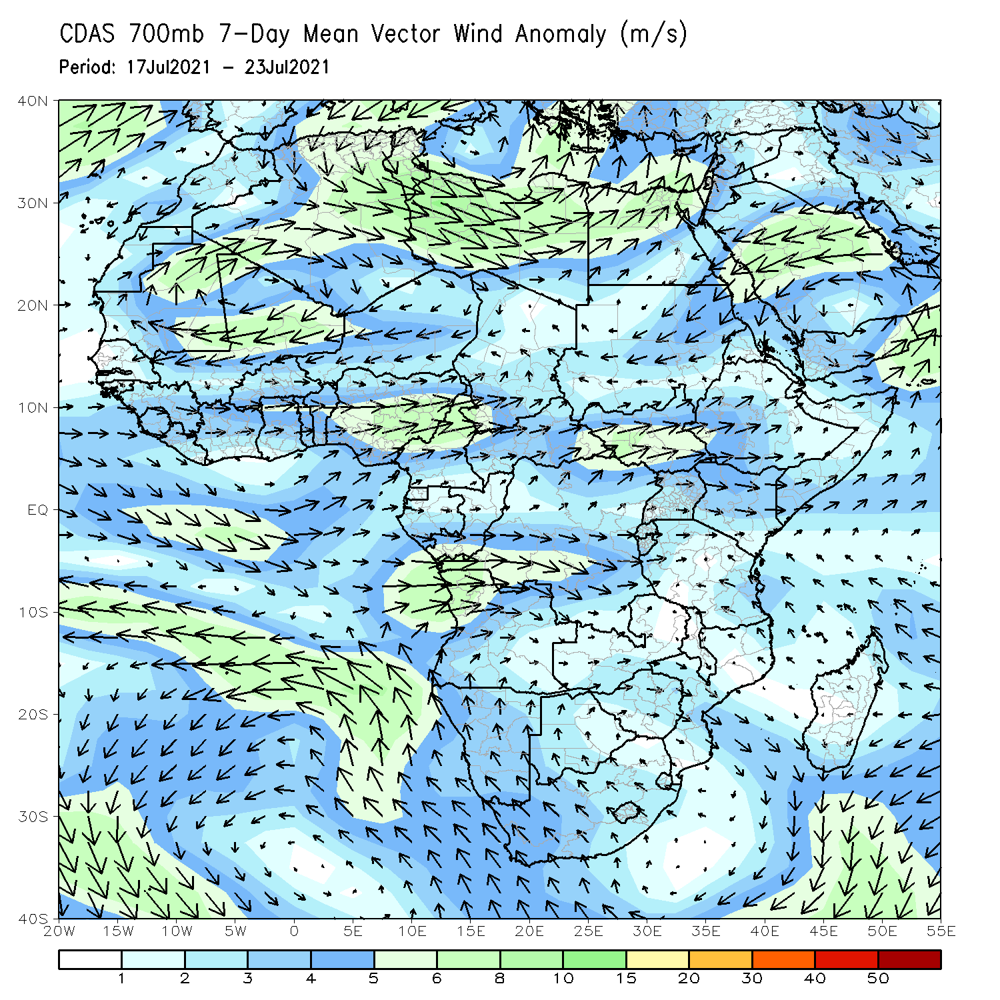 CDAS 700mb 7-Day Mean Vector Wind Anomaly (m/s)
Period: 17Jul2021 - 23Jul2021
40N
30N
20N
10N
EQ
10S
20S
30S
40S
20W 15W 10W 5W 0 5E 10E 15E 20E 25E 30E 35E 40E 45E 50E 55E
1 2 3 4 5 6 8 10 15 20 30 40 50